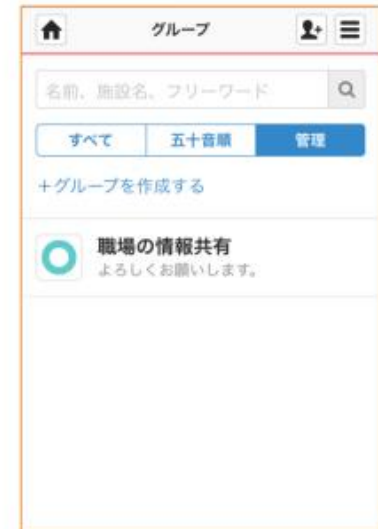 グループ
名前、施設名、フリーワード
すべて 五十音順 管理
+グループを作成する
職場の情報共有
よろしくお願いします。